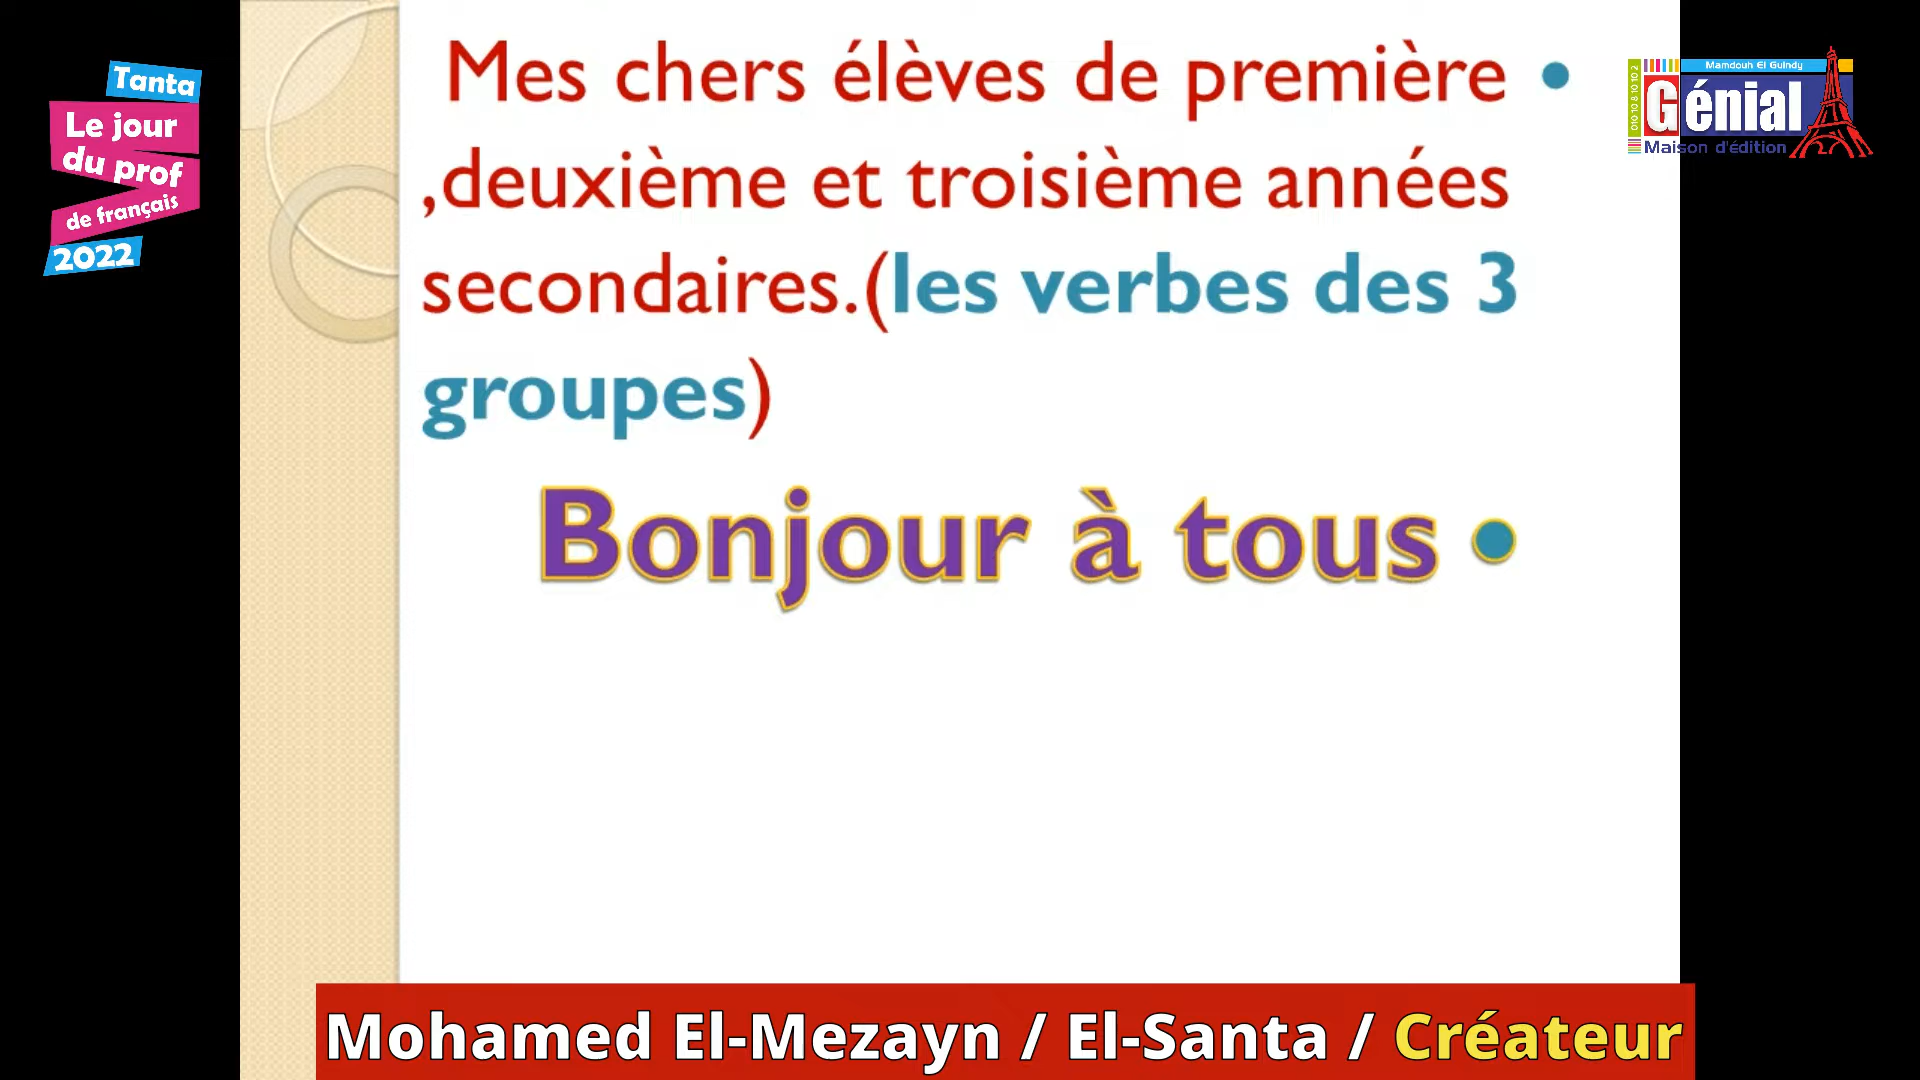 Tanta
Le jour
du prof
de français
2022
Mes chers élèves de première •
,deuxième et troisième années
secondaires.(les verbes des 3
groupes)
Bonjour à tous •
Mamdouh El Guindy
Génial
Maison d'édition
Mohamed El-Mezayn / El-Santa / Créateur